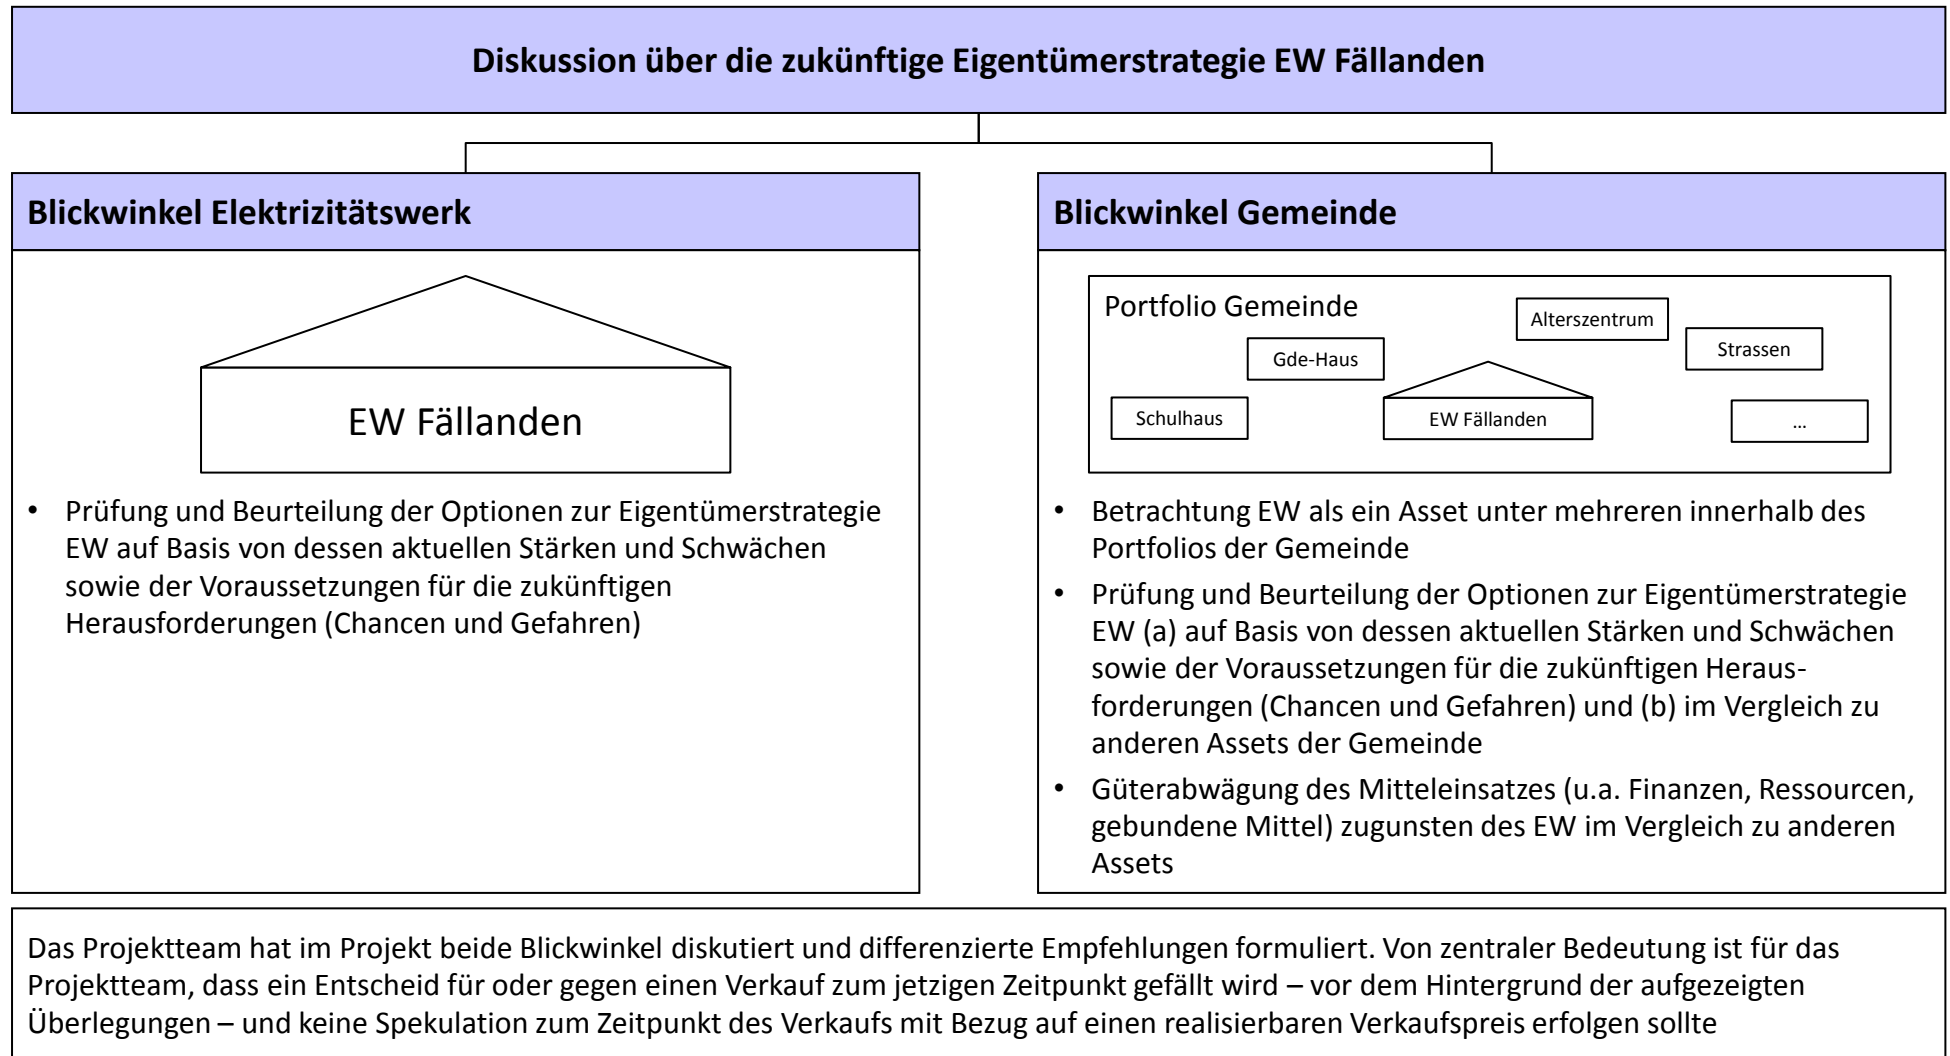 Diskussion über die zukünftige Eigentümerstrategie EW Fällanden
Blickwinkel Elektrizitätswerk
EW Fällanden
• Prüfung und Beurteilung der Optionen zur Eigentümerstrategie
EW auf Basis von dessen aktuellen Stärken und Schwächen
sowie der Voraussetzungen für die zukünftigen
Herausforderungen (Chancen und Gefahren)
Blickwinkel Gemeinde
Portfolio Gemeinde
Alterszentrum
Strassen
Gde-Haus
Schulhaus
EW Fällanden
...
• Betrachtung EW als ein Asset unter mehreren innerhalb des
Portfolios der Gemeinde
• Prüfung und Beurteilung der Optionen zur Eigentümerstrategie
EW (a) auf Basis von dessen aktuellen Stärken und Schwächen
sowie der Voraussetzungen für die zukünftigen Heraus-
forderungen (Chancen und Gefahren) und (b) im Vergleich zu
anderen Assets der Gemeinde
• Güterabwägung des Mitteleinsatzes (u.a. Finanzen, Ressourcen,
gebundene Mittel) zugunsten des EW im Vergleich zu anderen
Assets
Das Projektteam hat im Projekt beide Blickwinkel diskutiert und differenzierte Empfehlungen formuliert. Von zentraler Bedeutung ist für das
Projektteam, dass ein Entscheid für oder gegen einen Verkauf zum jetzigen Zeitpunkt gefällt wird – vor dem Hintergrund der aufgezeigten
Überlegungen – und keine Spekulation zum Zeitpunkt des Verkaufs mit Bezug auf einen realisierbaren Verkaufspreis erfolgen sollte